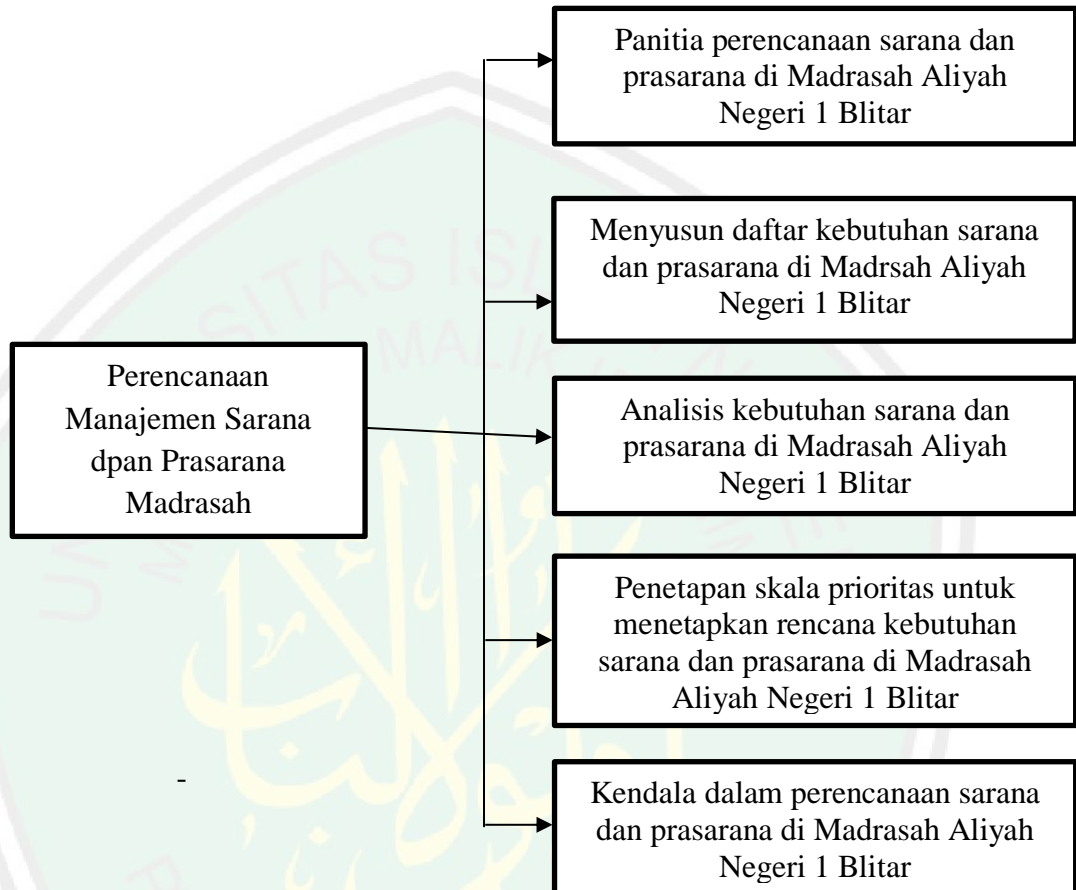 Panitia perencanaan sarana dan
prasarana di Madrasah Aliyah
Negeri 1 Blitar
Menyusun daftar kebutuhan sarana
dan prasarana di Madrsah Aliyah
Negeri 1 Blitar
Perencanaan
Manajemen Sarana
dpan Prasarana
Madrasah
Analisis kebutuhan sarana dan
prasarana di Madrasah Aliyah
Negeri 1 Blitar
Penetapan skala prioritas untuk
menetapkan rencana kebutuhan
sarana dan prasarana di Madrasah
Aliyah Negeri 1 Blitar
-
Kendala dalam perencanaan sarana
dan prasarana di Madrasah Aliyah
Negeri 1 Blitar